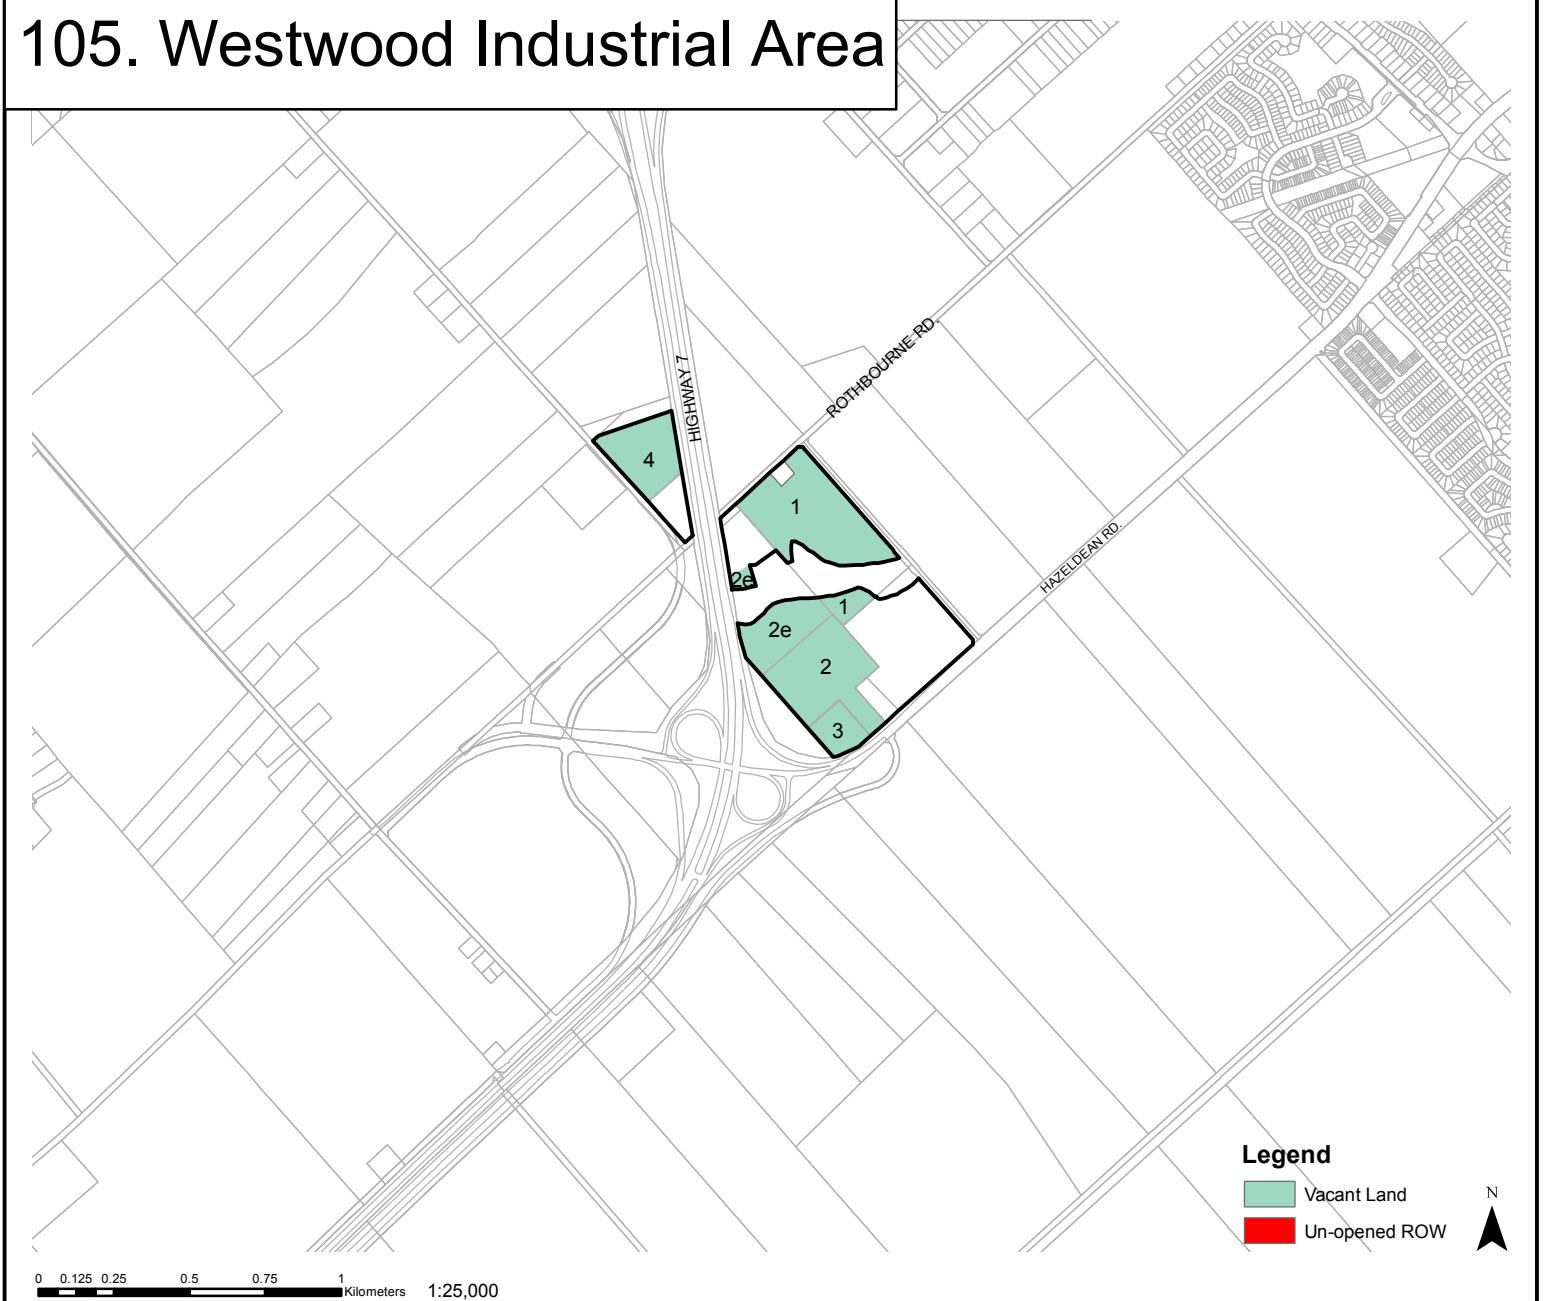 105. Westwood Industrial Area
ROTHBOURNE RD.
HIGHWAY 7
4
1
HAZELDEAN RD.
2e
1
2e
2
3
Legend
Vacant Land
Un-opened ROW
N
0 0.125 0.25 0.5 0.75 1
Kilometers
1:25,000